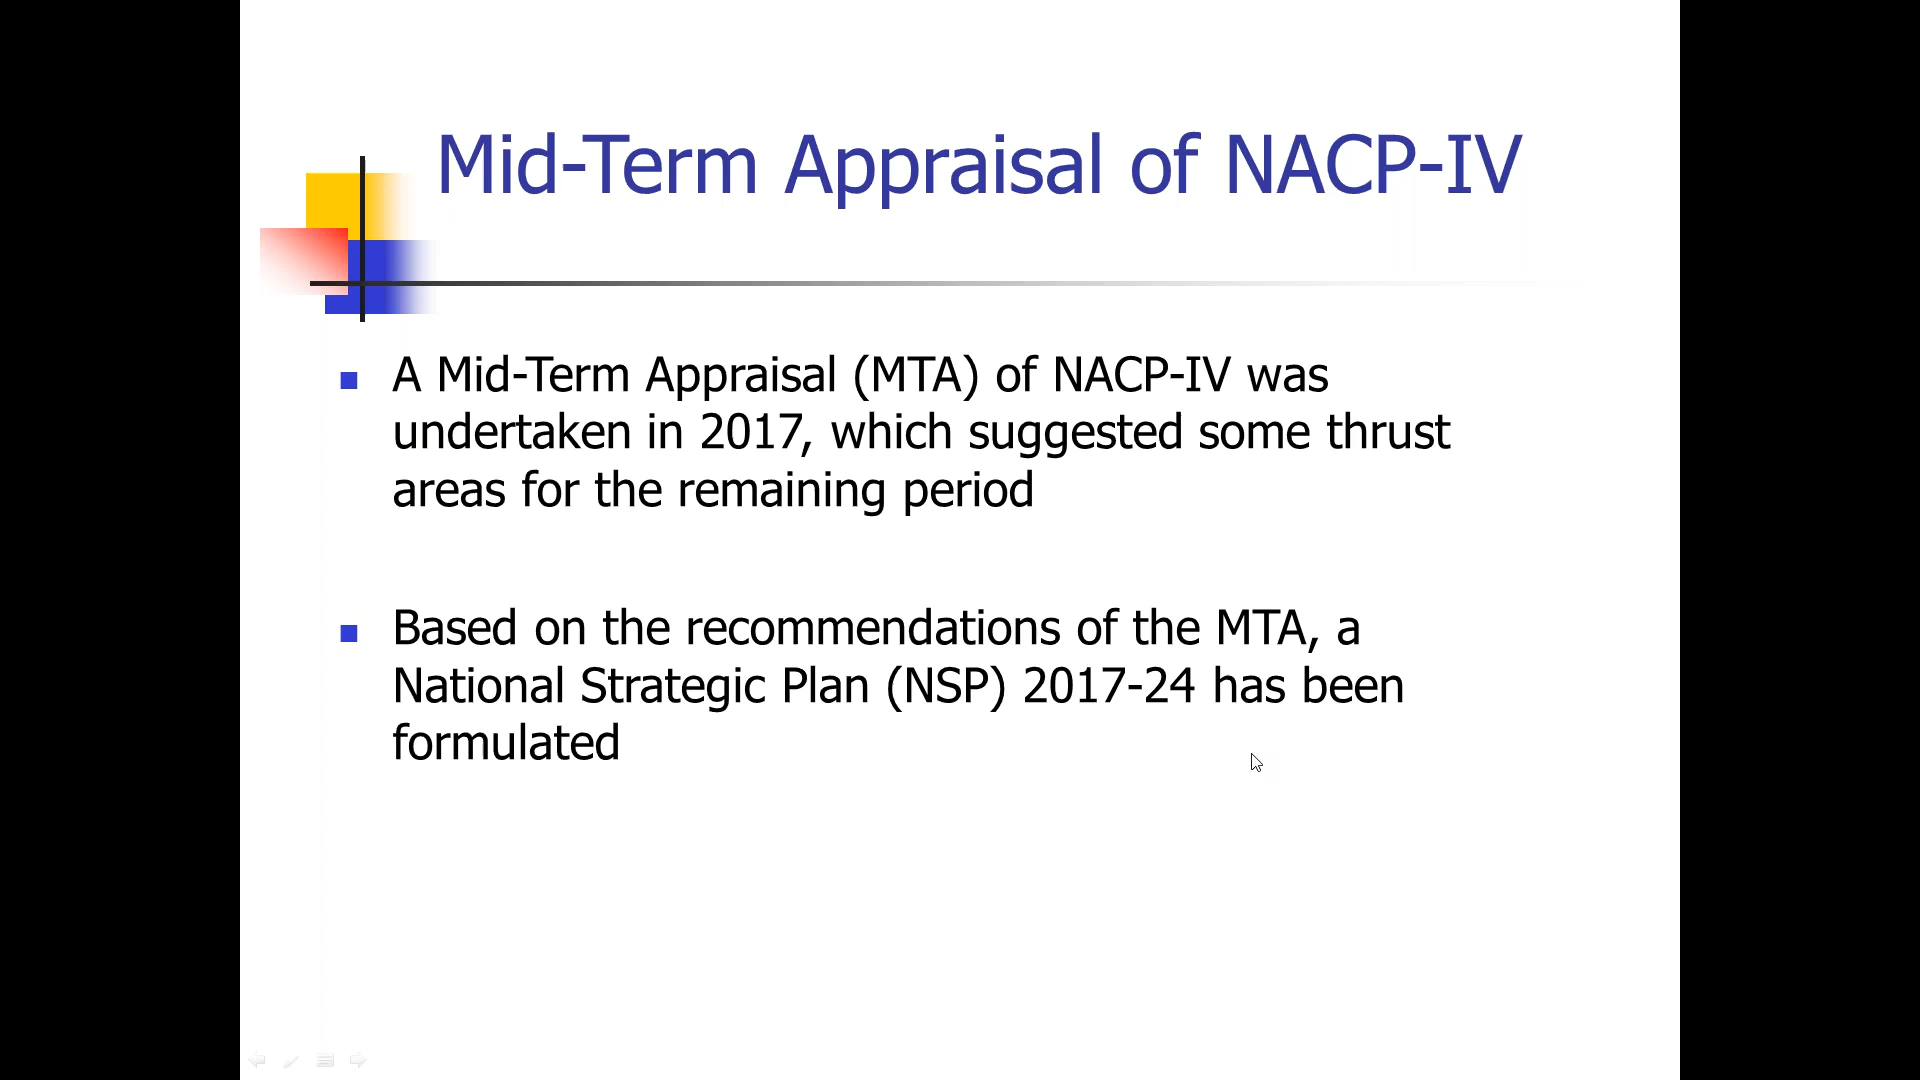 Mid-Term Appraisal of NACP-IV
A Mid-Term Appraisal (MTA) of NACP-IV was
undertaken in 2017, which suggested some thrust
areas for the remaining period
Based on the recommendations of the MTA, a
National Strategic Plan (NSP) 2017-24 has been
formulated